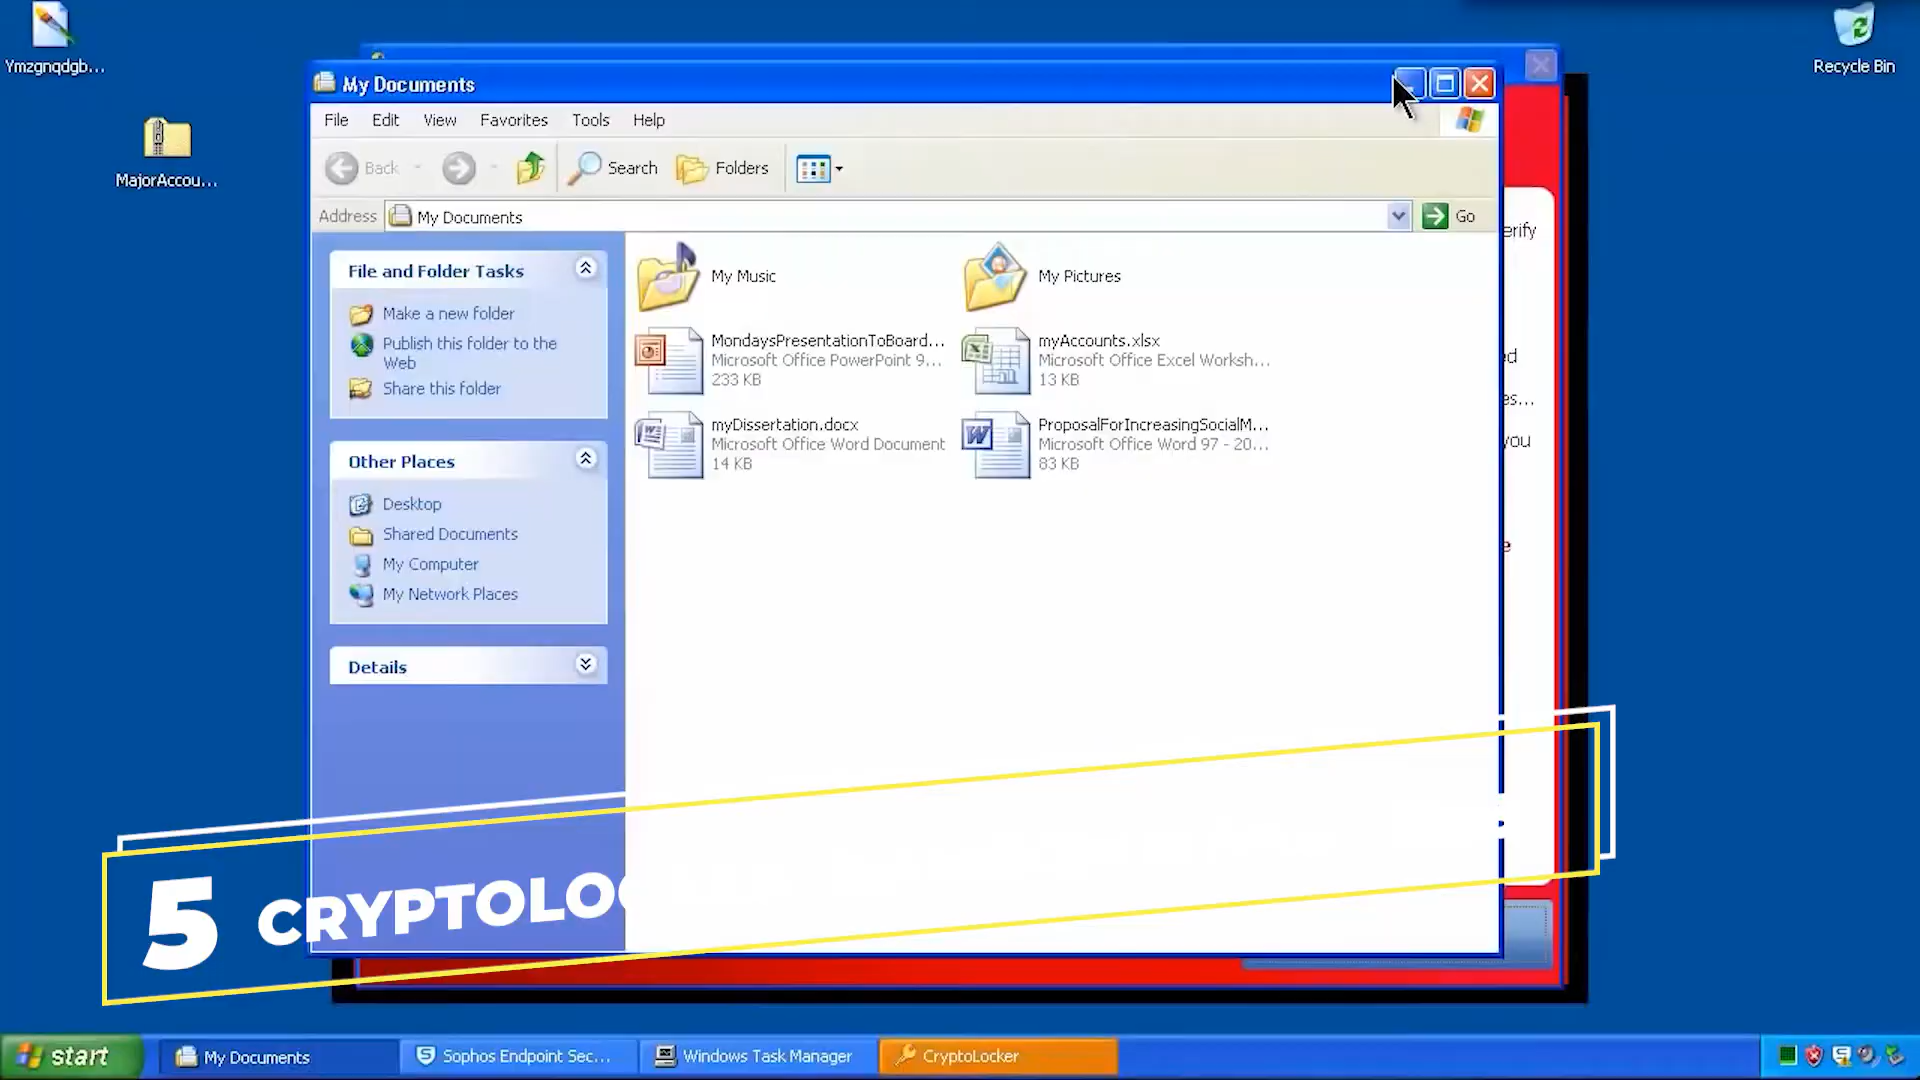 Ymzgnqdgb...
Recycle Bin
MajorAccou...
My Documents
File Edit View Favorites Tools Help
Back Search Folders
Address My Documents Go
File and Folder Tasks
Make a new folder
Publish this folder to the
Web
Share this folder
Other Places
Desktop
Shared Documents
My Computer
My Network Places
Details
My Music
My Pictures
MondaysPresentationToBoard...
Microsoft Office PowerPoint 9...
233 KB
myAccounts.xlsx
Microsoft Office Excel Worksh...
13 KB
myDissertation.docx
Microsoft Office Word Document
14 KB
ProposalForIncreasingSocialM...
Microsoft Office Word 97 - 20...
83 KB
erify
ed
es...
you
5 CRYPTOLOC
start My Documents Sophos Endpoint Sec... Windows Task Manager CryptoLocker